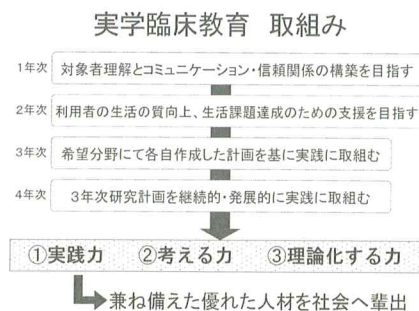 実学臨床教育 取組み
1年次 対象者理解とコミュニケーション・信頼関係の構築を目指す
2年次 利用者の生活の質向上、生活課題達成のための支援を目指す
3年次 希望分野にて各自作成した計画を基に実践に取組む
4年次 3年次研究計画を継続的・発展的に実践に取組む
①実践力 ②考える力 ③理論化する力
兼ね備えた優れた人材を社会へ輩出